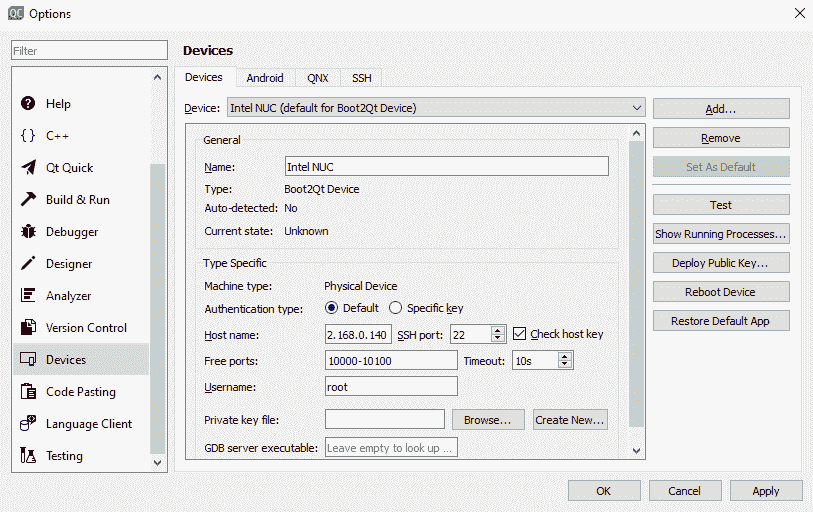 QC Options
Filter
Help
{ } C++
Qt Quick
Build & Run
Debugger
Designer
Analyzer
Version Control
Devices
Code Pasting
Language Client
Testing
Devices
Devices Android QNX SSH
Device: Intel NUC (default for Boot2Qt Device)
General
Name: Intel NUC
Type: Boot2Qt Device
Auto-detected: No
Current state: Unknown
Type Specific
Machine type: Physical Device
Authentication type: Default Specific key
Host name: 2.168.0.140 SSH port: 22 Check host key
Free ports: 10000-10100 Timeout: 10s
Username: root
Private key file: Browse... Create New...
GDB server executable: Leave empty to look up ...
Add...
Remove
Set As Default
Test
Show Running Processes...
Deploy Public Key...
Reboot Device
Restore Default App
OK Cancel Apply